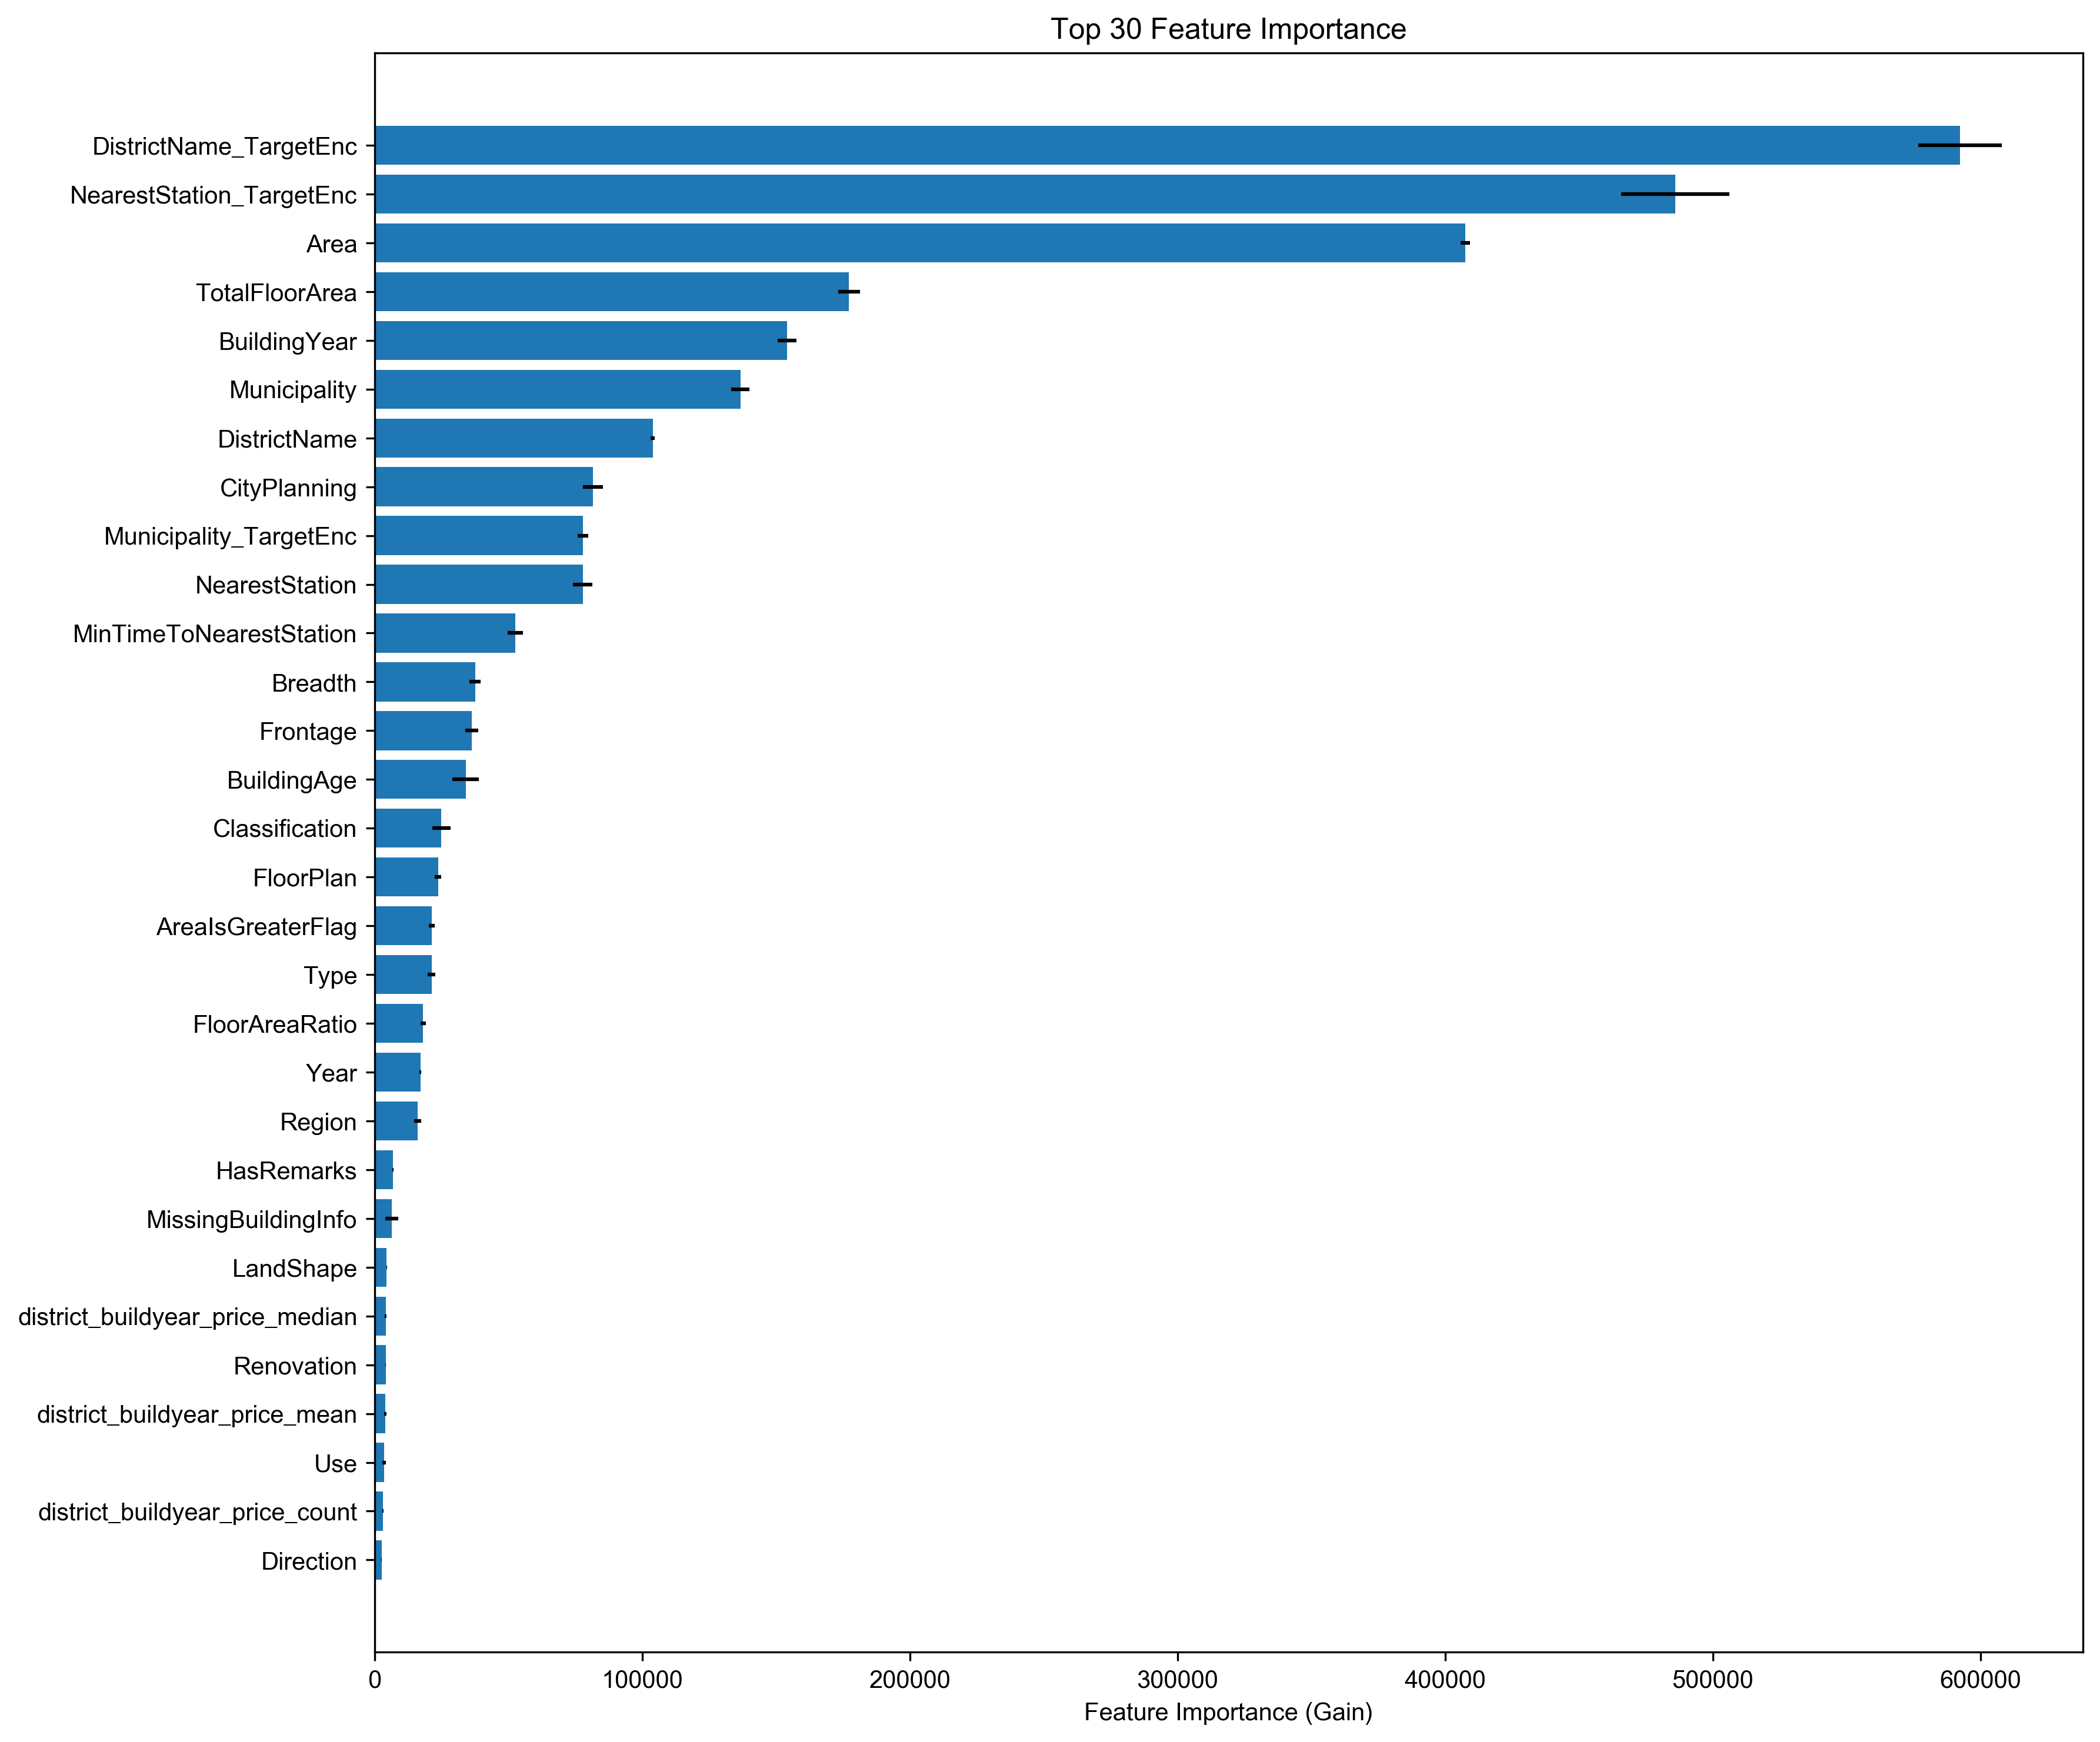 Top 30 Feature Importance
DistrictName_TargetEnc
NearestStation_TargetEnc
Area
TotalFloorArea
BuildingYear
Municipality
DistrictName
CityPlanning
Municipality_TargetEnc
NearestStation
MinTimeToNearestStation
Breadth
Frontage
BuildingAge
Classification
FloorPlan
AreaIsGreaterFlag
Type
FloorAreaRatio
Year
Region
HasRemarks
MissingBuildingInfo
LandShape
district_buildyear_price_median
Renovation
district_buildyear_price_mean
Use
district_buildyear_price_count
Direction
0 100000 200000 300000 400000 500000 600000
Feature Importance (Gain)